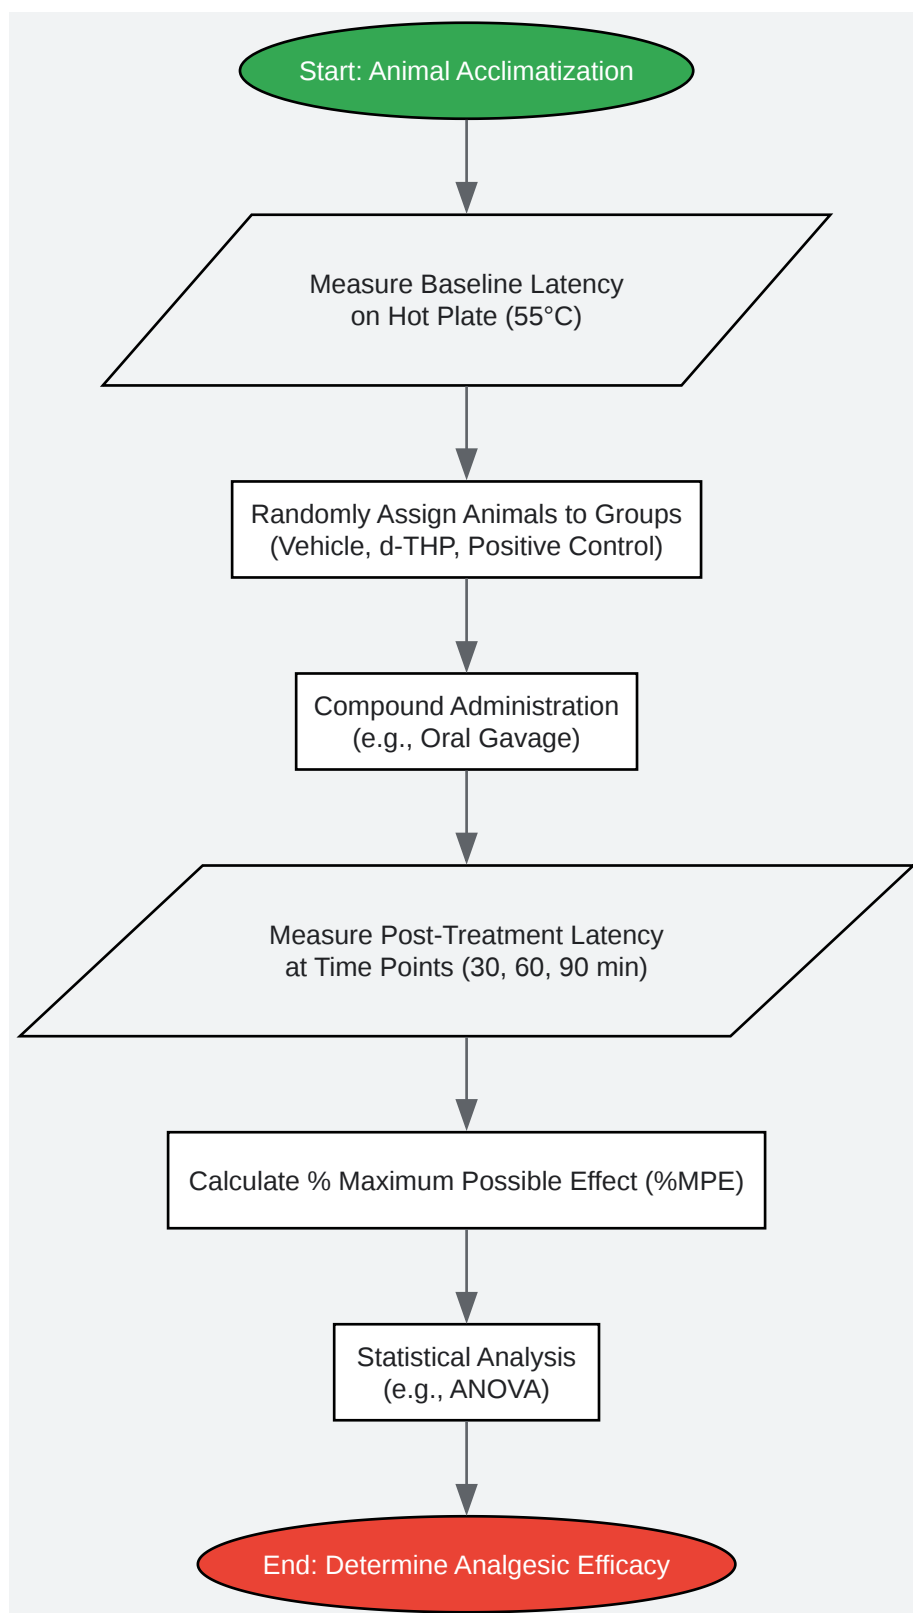 Start: Animal Acclimatization
Measure Baseline Latency
on Hot Plate (55°C)
Randomly Assign Animals to Groups
(Vehicle, d-THP, Positive Control)
Compound Administration
(e.g., Oral Gavage)
Measure Post-Treatment Latency
at Time Points (30, 60, 90 min)
Calculate % Maximum Possible Effect (%MPE)
Statistical Analysis
(e.g., ANOVA)
End: Determine Analgesic Efficacy